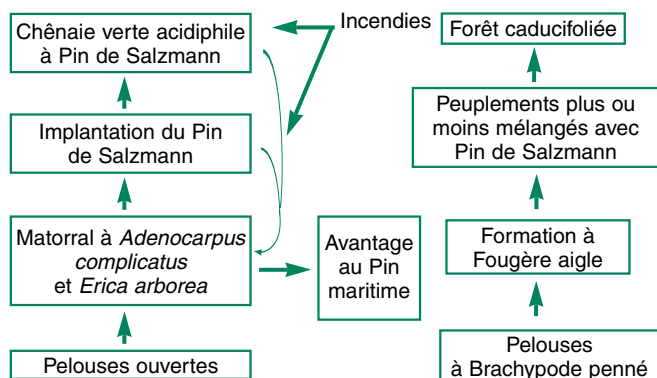 Chênaie verte acidiphile
à Pin de Salzmann
Incendies
Forêt caducifoliée
Implantation du Pin
de Salzmann
Peuplements plus ou
moins mélangés avec
Pin de Salzmann
Matorral à Adenocarpus
complicatus
et Erica arborea
Avantage
au Pin
maritime
Formation à
Fougère aigle
Pelouses ouvertes
Pelouses
à Brachypode penné